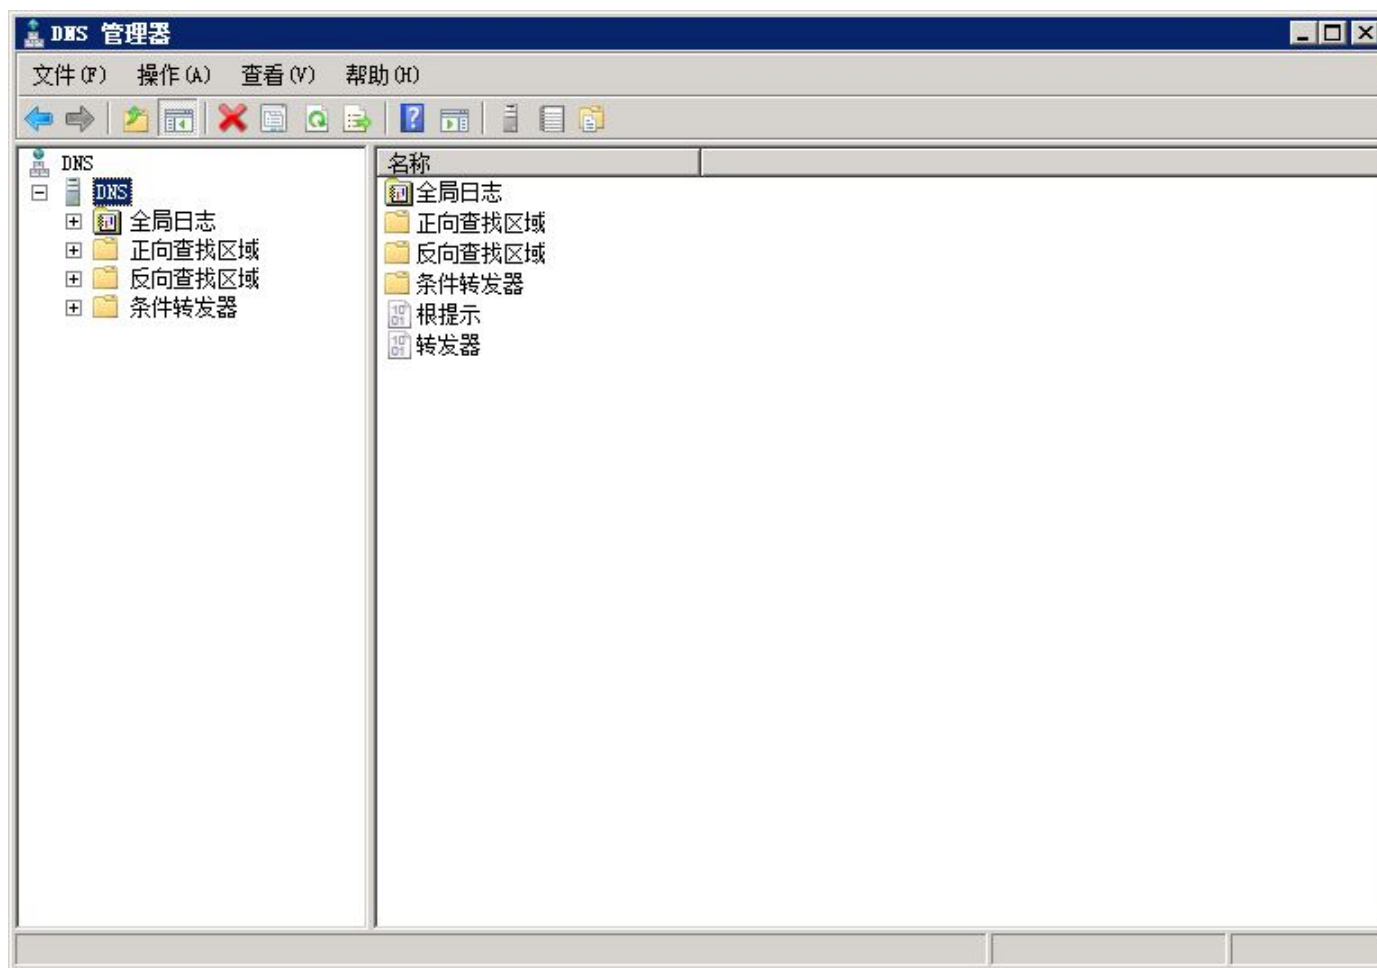 DNS 管理器
文件(F) 操作(A) 查看(V) 帮助(H)
DNS
DNS
全局日志
正向查找区域
反向查找区域
条件转发器
名称
全局日志
正向查找区域
反向查找区域
条件转发器
根提示
转发器